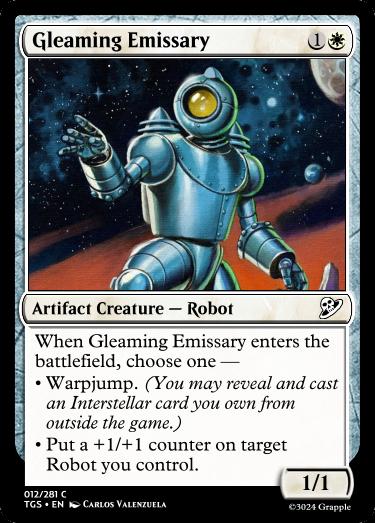 Gleaming Emissary 1
Artifact Creature — Robot
When Gleaming Emissary enters the
battlefield, choose one —
• Warpjump. (You may reveal and cast
an Interstellar card you own from
outside the game.)
• Put a +1/+1 counter on target
Robot you control.
1/1
012/281 C
TGS • EN Carlos Valenzuela
©3024 Grapple